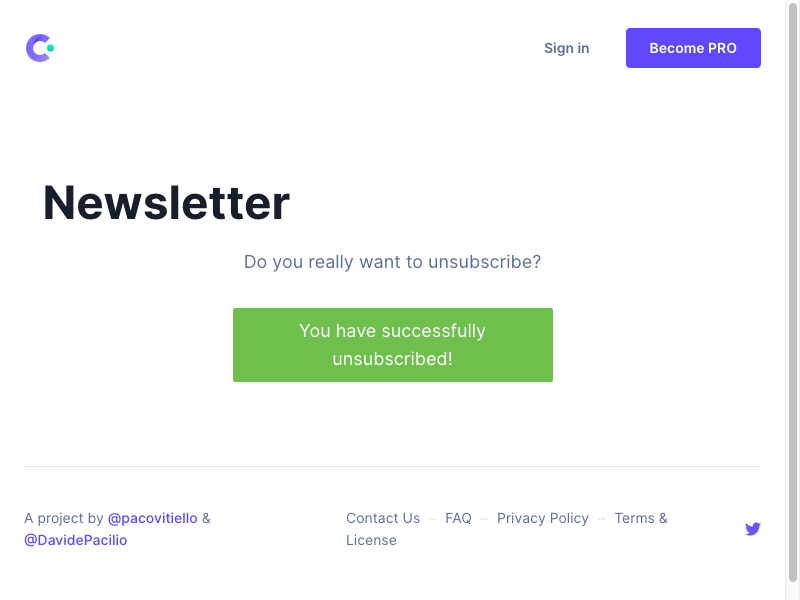 Sign in
Become PRO
Newsletter
Do you really want to unsubscribe?
You have successfully
unsubscribed!
A project by @pacovitiello &
@DavidePacilio
Contact Us ~ FAQ ~ Privacy Policy ~ Terms &
License